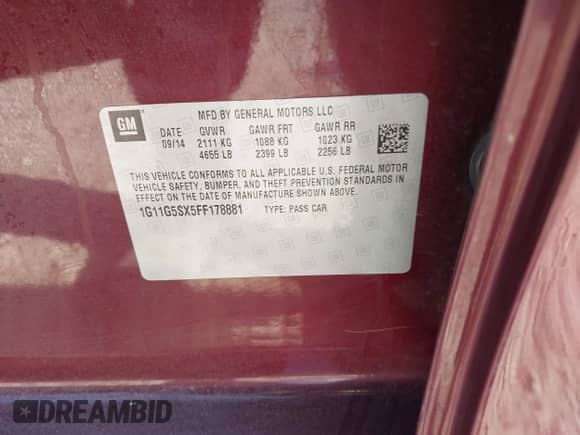 GM
MFD BY GENERAL MOTORS LLC
DATE GVWR GAWR FRT GAWR RR
09/14 2111 KG 1088 KG 1023 KG
4655 LB 2399 LB 2256 LB
THIS VEHICLE CONFORMS TO ALL APPLICABLE U.S. FEDERAL MOTOR
VEHICLE SAFETY, BUMPER, AND THEFT PREVENTION STANDARDS IN
EFFECT ON THE DATE OF MANUFACTURE SHOWN ABOVE.
1G11G5SX5FF178881 TYPE: PASS CAR
DREAMBID